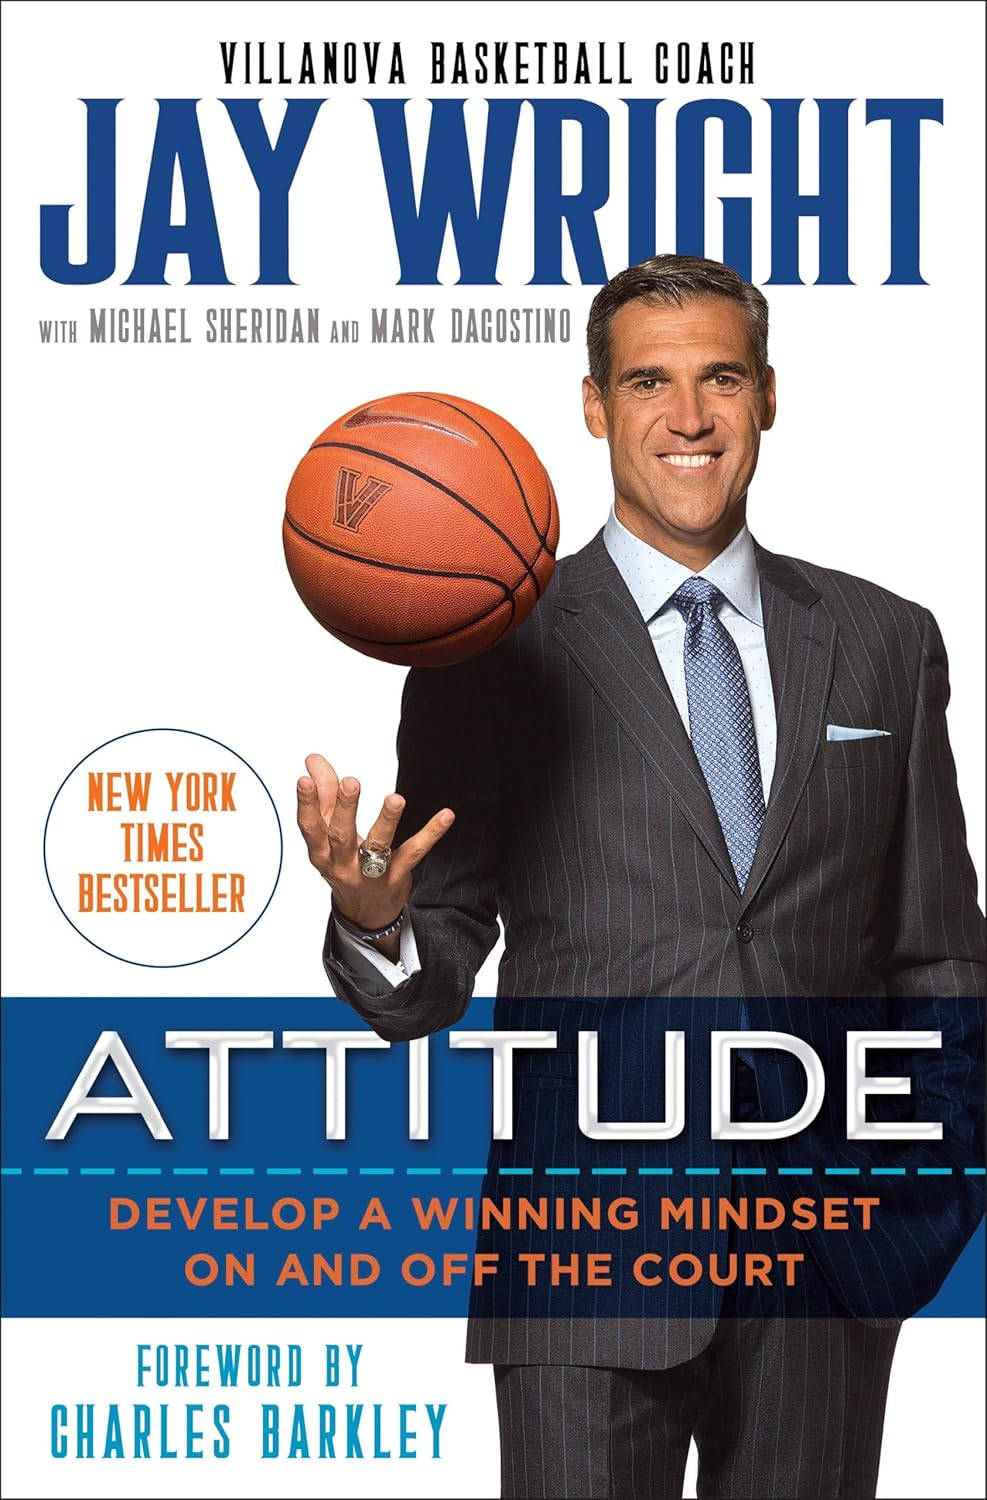 VILLANOVA BASKETBALL COACH
JAY WRIGHT
WITH MICHAEL SHERIDAN AND MARK DAGOSTINO
V
NEW YORK
TIMES
BESTSELLER
ATTITUDE
DEVELOP A WINNING MINDSET
ON AND OFF THE COURT
FOREWORD BY
CHARLES BARKLEY